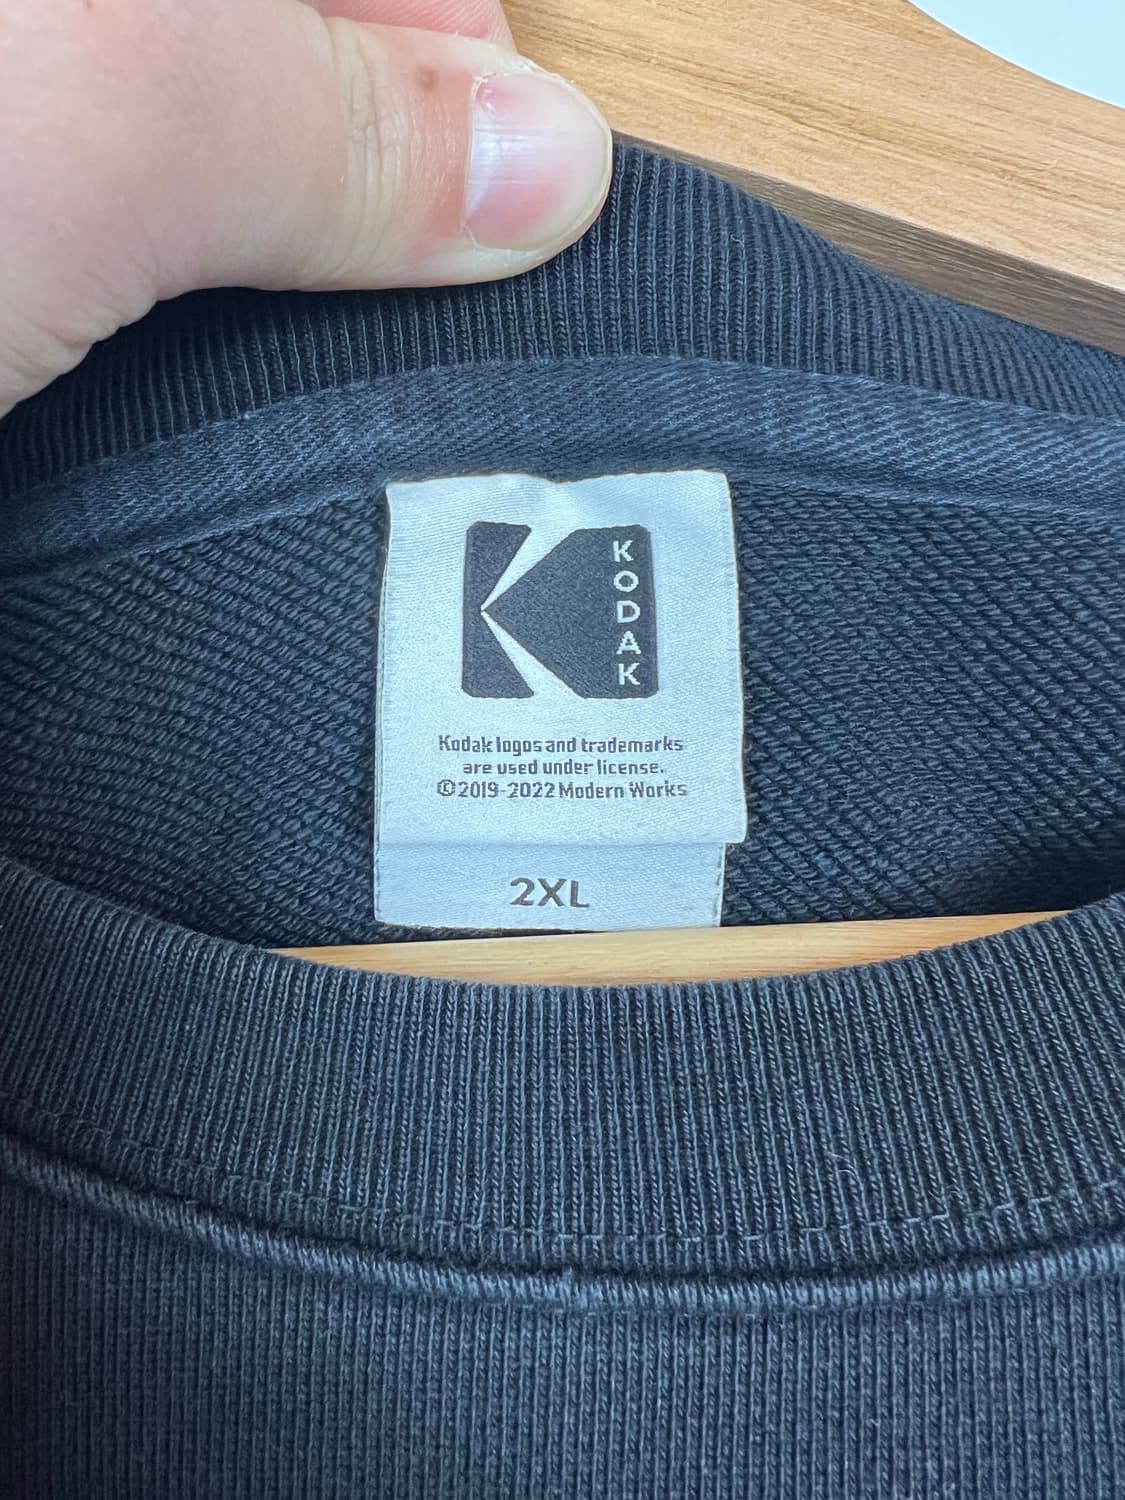 KODAK
Kodak logos and trademarks
are used under license.
©2019-2022 Modern Works
2XL